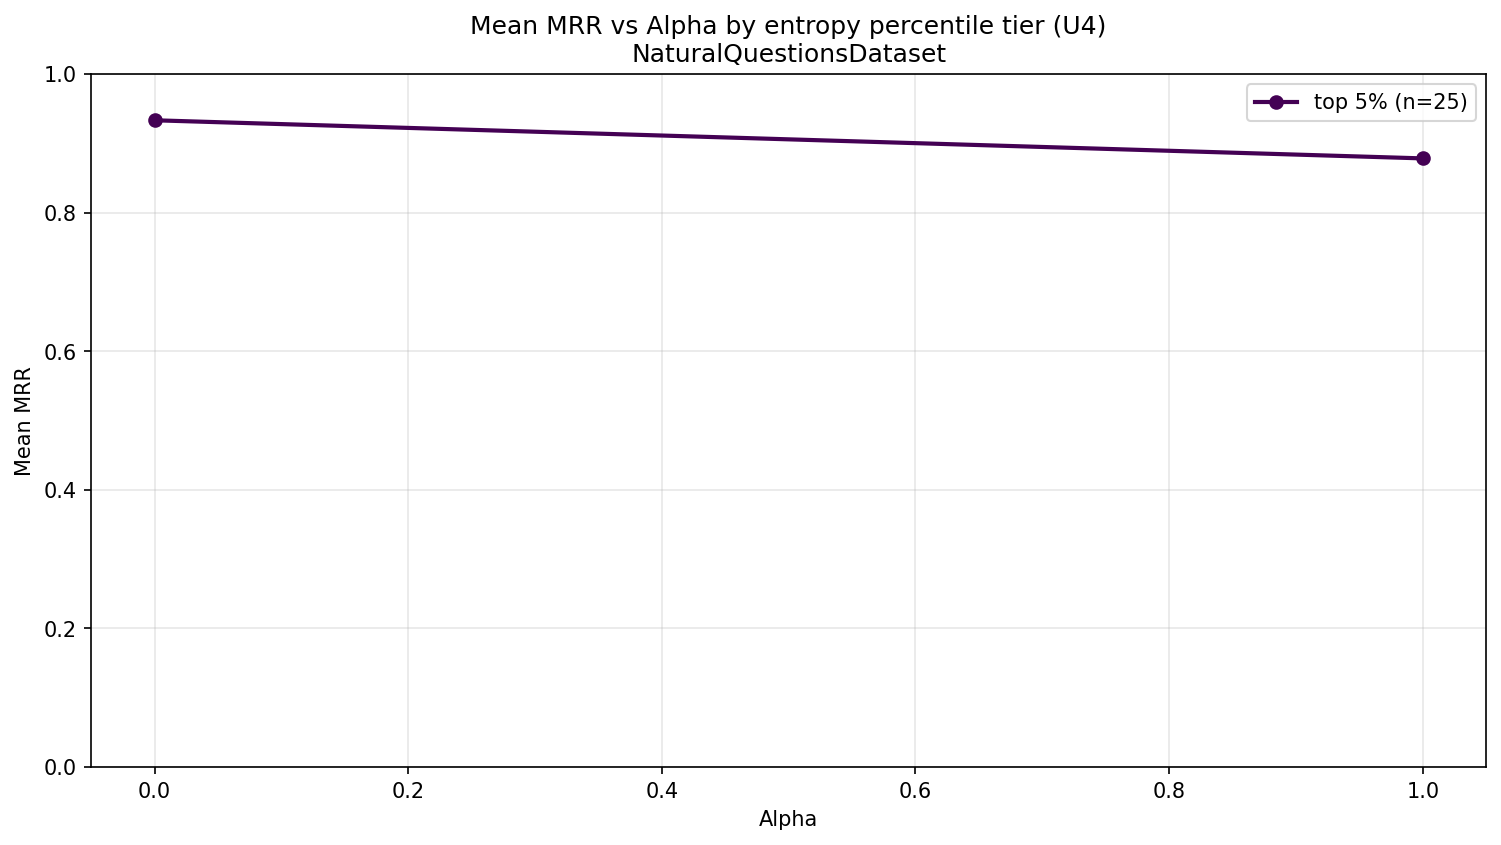 Mean MRR vs Alpha by entropy percentile tier (U4)
NaturalQuestionsDataset
top 5% (n=25)
Mean MRR
1.0
0.8
0.6
0.4
0.2
0.0
0.0 0.2 0.4 0.6 0.8 1.0
Alpha